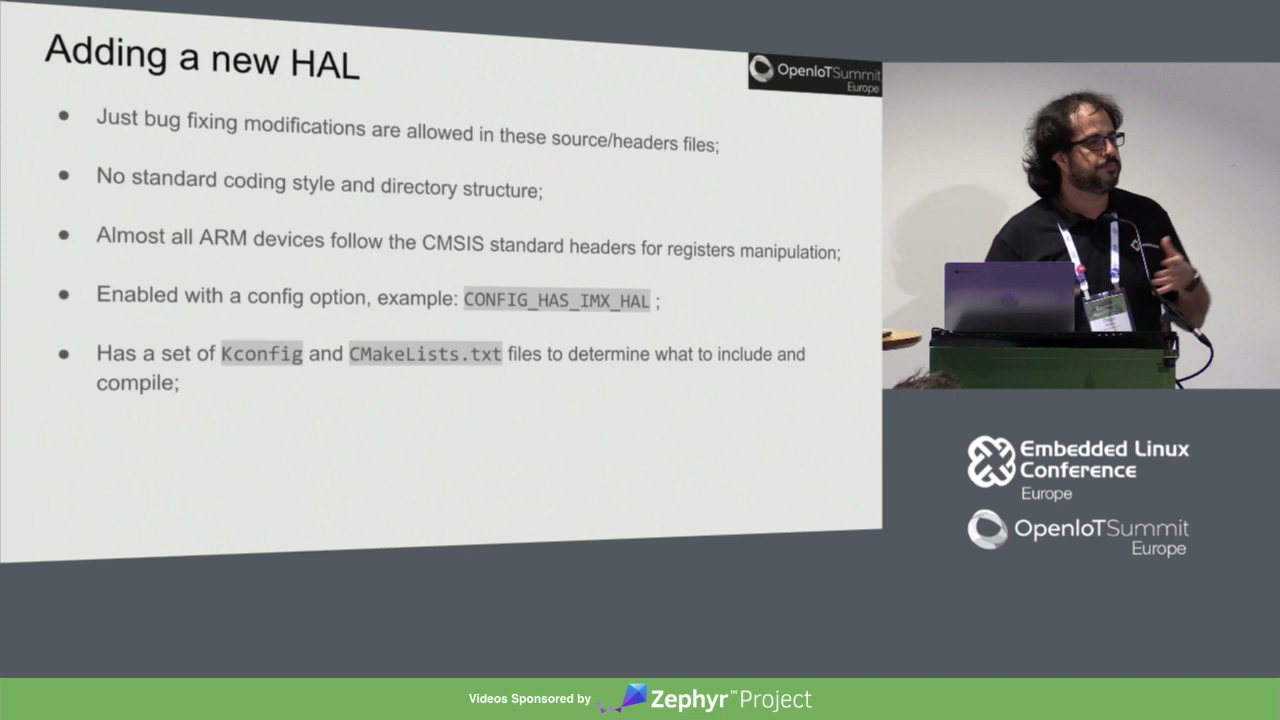 Adding a new HAL
OpenIoTSummit
Europe
● Just bug fixing modifications are allowed in these source/headers files;
● No standard coding style and directory structure;
● Almost all ARM devices follow the CMSIS standard headers for registers manipulation;
● Enabled with a config option, example: CONFIG_HAS_IMX_HAL ;
● Has a set of Kconfig and CMakeLists.txt files to determine what to include and
compile;
Embedded Linux
Conference
Europe
OpenIoTSummit
Europe
Videos Sponsored by Zephyr™Project